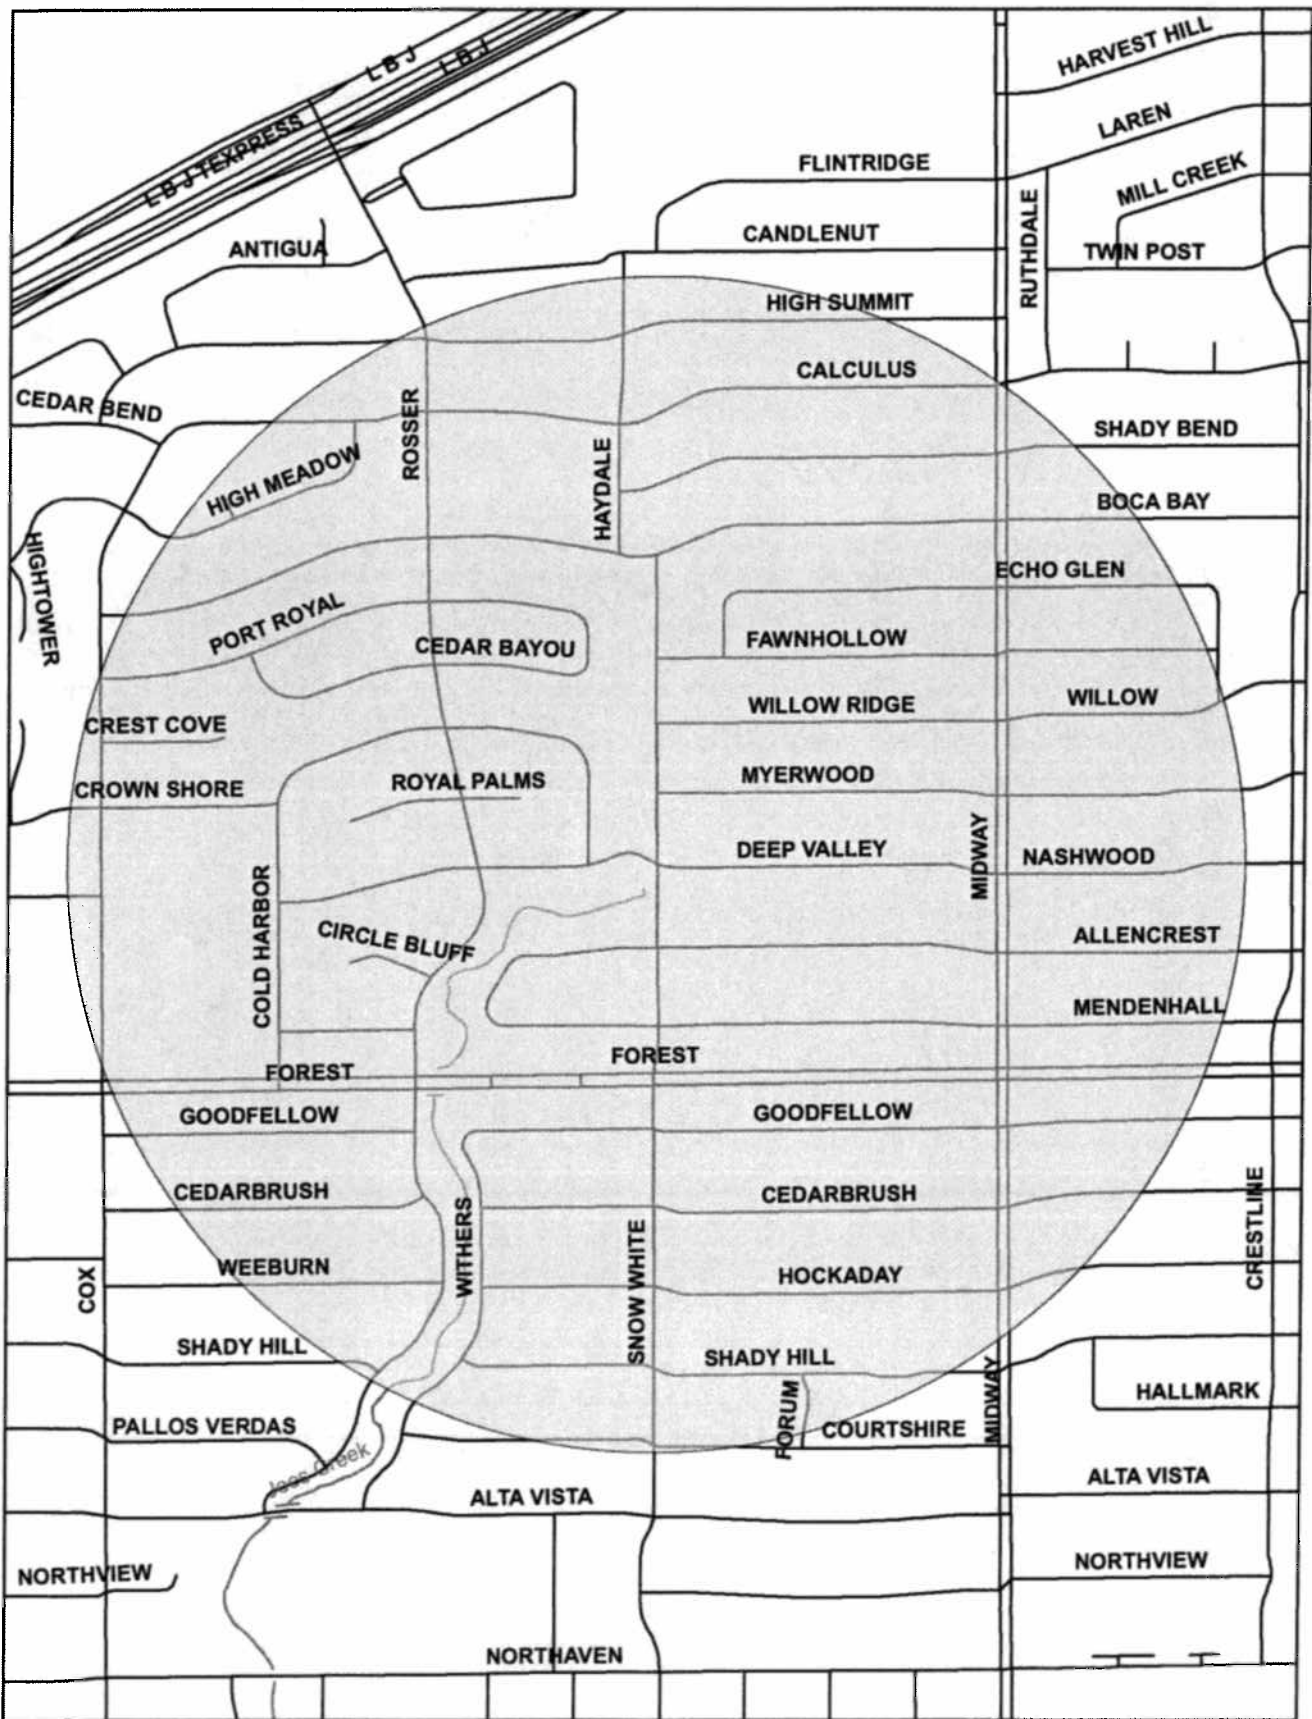 L B J
L B J
HARVEST HILL
LAREN
L B J TEXPRESS
FLINTRIDGE
MILL CREEK
RUTHDALE
CANDLENUT
ANTIGUA
TWIN POST
HIGH SUMMIT
CALCULUS
CEDAR BEND
ROSSER
SHADY BEND
HAYDALE
HIGH MEADOW
BOCA BAY
HIGHTOWER
ECHO GLEN
PORT ROYAL
CEDAR BAYOU
FAWNHOLLOW
WILLOW RIDGE
WILLOW
CREST COVE
CROWN SHORE
ROYAL PALMS
MYERWOOD
MIDWAY
DEEP VALLEY
NASHWOOD
COLD HARBOR
CIRCLE BLUFF
ALLENCREST
MENDENHALL
FOREST
FOREST
GOODFELLOW
GOODFELLOW
CEDARBRUSH
CEDARBRUSH
WITHERS
SNOW WHITE
CRESTLINE
COX
WEEBURN
HOCKADAY
SHADY HILL
SHADY HILL
MIDWAY
FORUM
HALLMARK
PALLOS VERDAS
COURTSHIRE
Joes Creek
ALTA VISTA
ALTA VISTA
NORTHVIEW
NORTHVIEW
NORTHAVEN